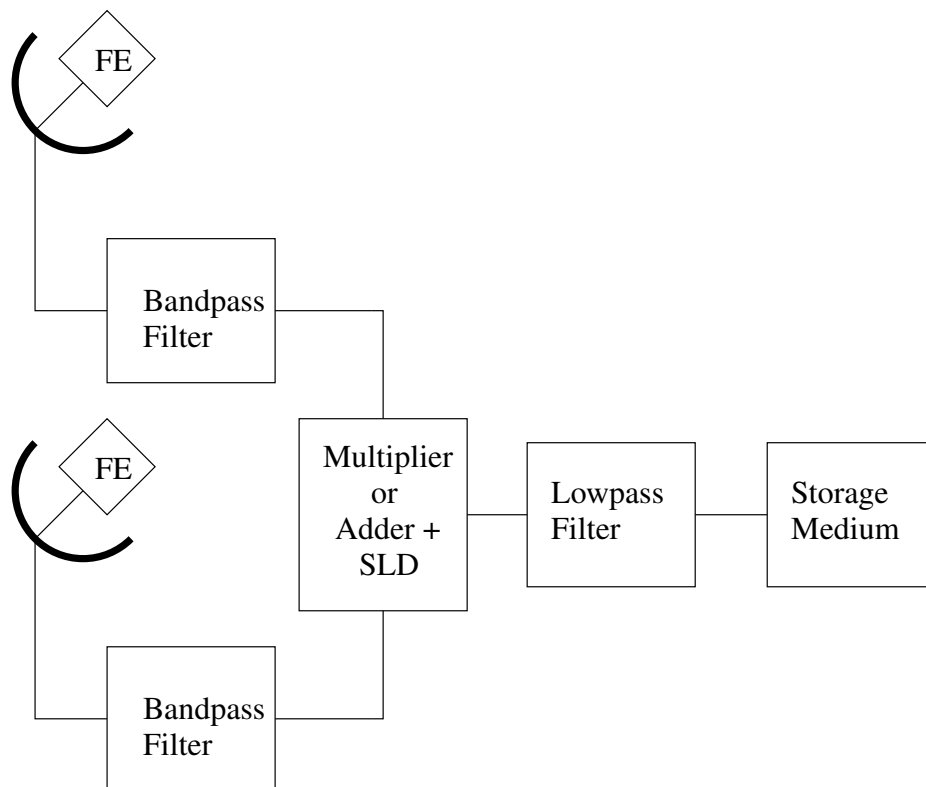 FE
Bandpass
Filter
FE
Multiplier
or
Adder +
SLD
Lowpass
Filter
Storage
Medium
Bandpass
Filter